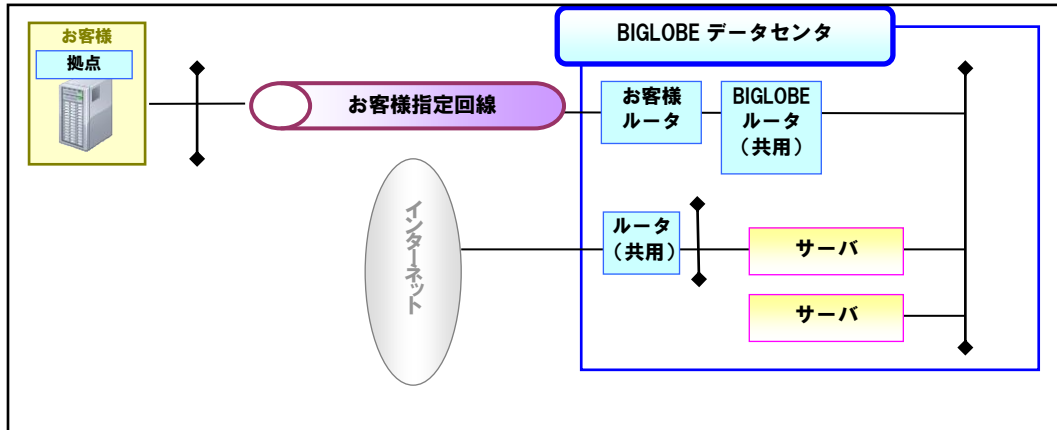 お客様
拠点
お客様指定回線
BIGLOBE データセンタ
お客様
ルータ
BIGLOBE
ルータ
（共用）
インターネット
ルータ
（共用）
サーバ
サーバ